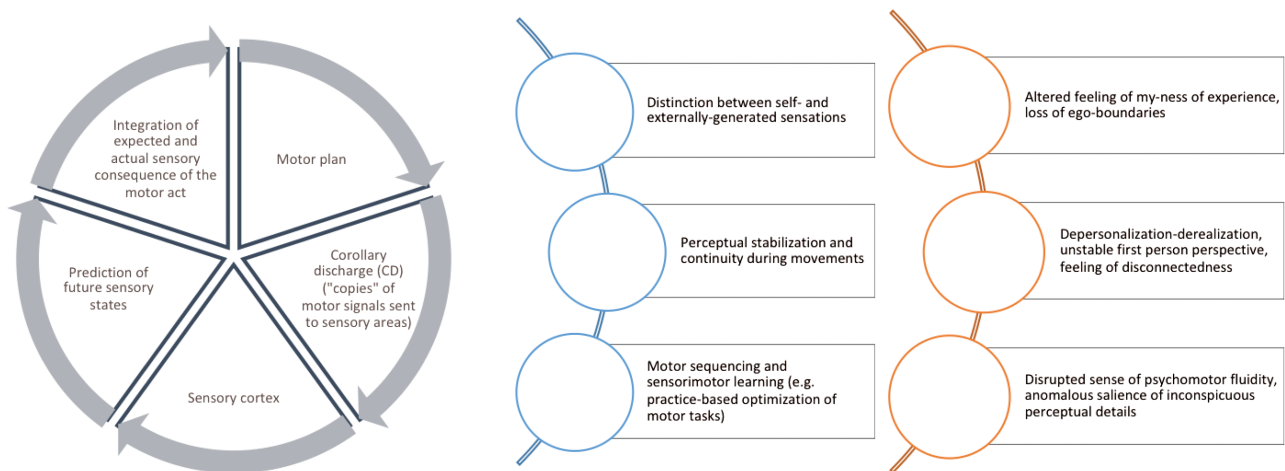 Integration of
expected and
actual sensory
consequence of the
motor act
Motor plan
Corollary
discharge (CD)
("copies" of
motor signals sent
to sensory areas)
Sensory cortex
Prediction of
future sensory
states
Distinction between self- and
externally-generated sensations
Perceptual stabilization and
continuity during movements
Motor sequencing and
sensorimotor learning (e.g.
practice-based optimization of
motor tasks)
Altered feeling of my-ness of experience,
loss of ego-boundaries
Depersonalization-derealization,
unstable first person perspective,
feeling of disconnectedness
Disrupted sense of psychomotor fluidity,
anomalous salience of inconspicuous
perceptual details